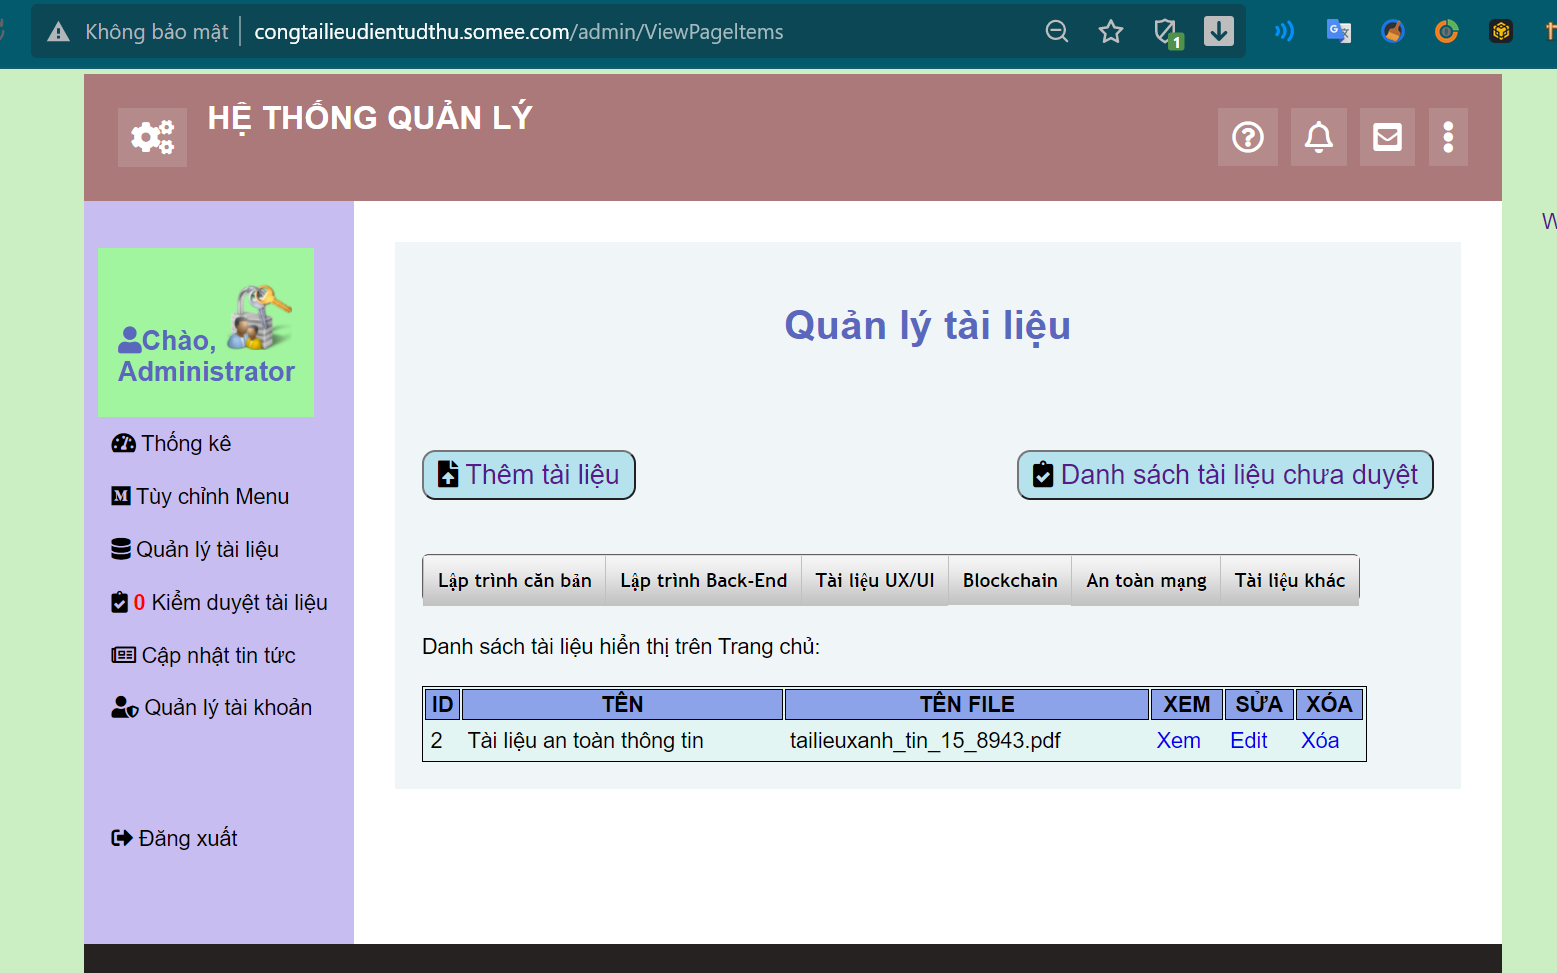 Không bảo mật congtailieudientudthu.somee.com/admin/ViewPageItems
1
HỆ THỐNG QUẢN LÝ
W
Chào,
Administrator
Thống kê
Tùy chỉnh Menu
Quản lý tài liệu
0 Kiểm duyệt tài liệu
Cập nhật tin tức
Quản lý tài khoản
Đăng xuất
Quản lý tài liệu
Thêm tài liệu
Danh sách tài liệu chưa duyệt
Lập trình căn bản Lập trình Back-End Tài liệu UX/UI Blockchain An toàn mạng Tài liệu khác
Danh sách tài liệu hiển thị trên Trang chủ:
ID TÊN TÊN FILE XEM SỬA XÓA
2 Tài liệu an toàn thông tin tailieuxanh_tin_15_8943.pdf Xem Edit Xóa